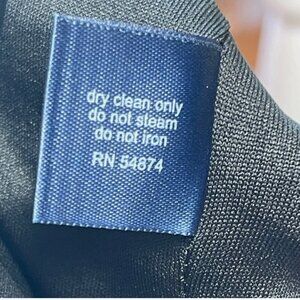 dry clean only
do not steam
do not iron
RN 54874